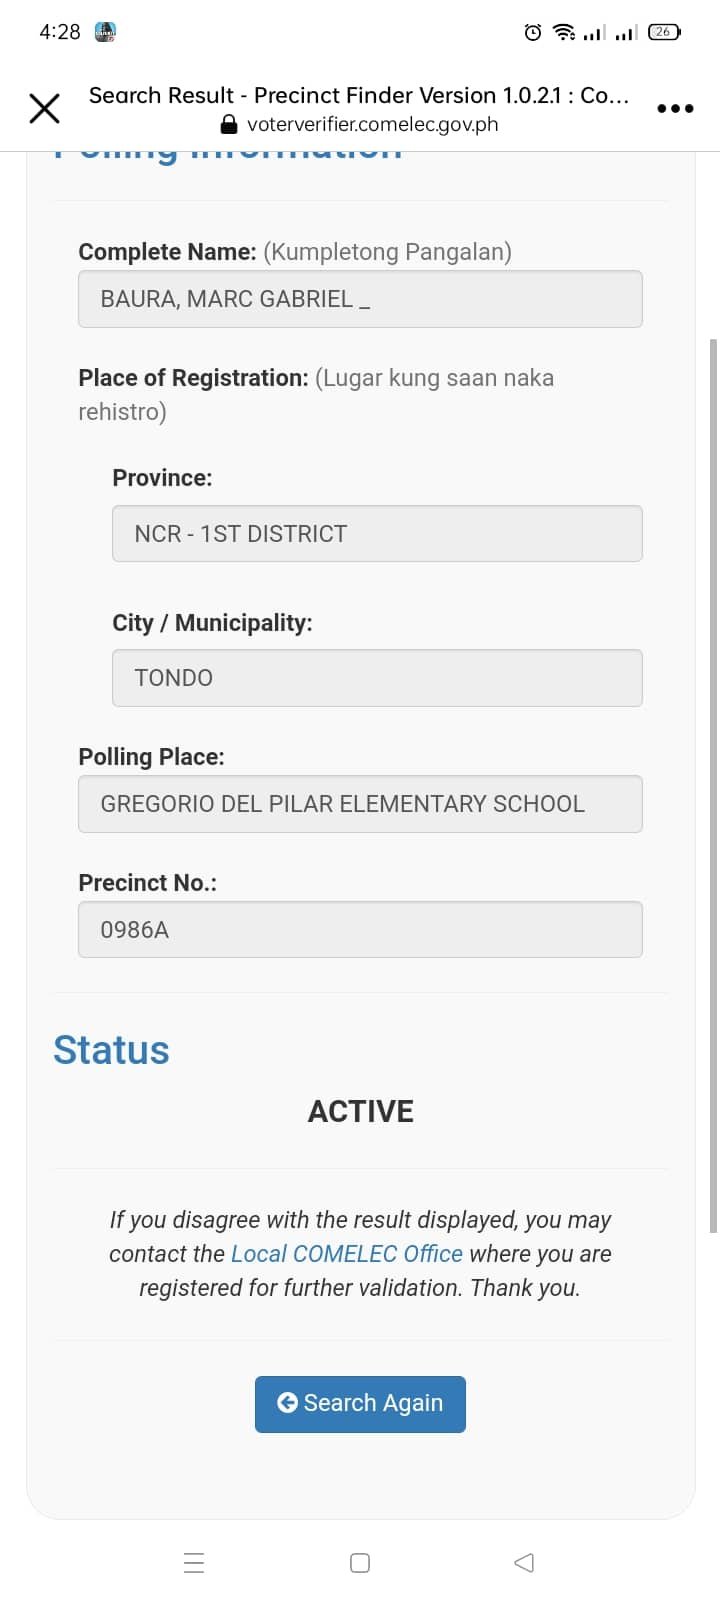 4:28
26
Search Result - Precinct Finder Version 1.0.2.1 : Co...
voterverifier.comelec.gov.ph
Polling Information
Complete Name: (Kumpletong Pangalan)
BAURA, MARC GABRIEL _
Place of Registration: (Lugar kung saan naka
rehistro)
Province:
NCR - 1ST DISTRICT
City / Municipality:
TONDO
Polling Place:
GREGORIO DEL PILAR ELEMENTARY SCHOOL
Precinct No.:
0986A
Status
ACTIVE
If you disagree with the result displayed, you may
contact the Local COMELEC Office where you are
registered for further validation. Thank you.
Search Again